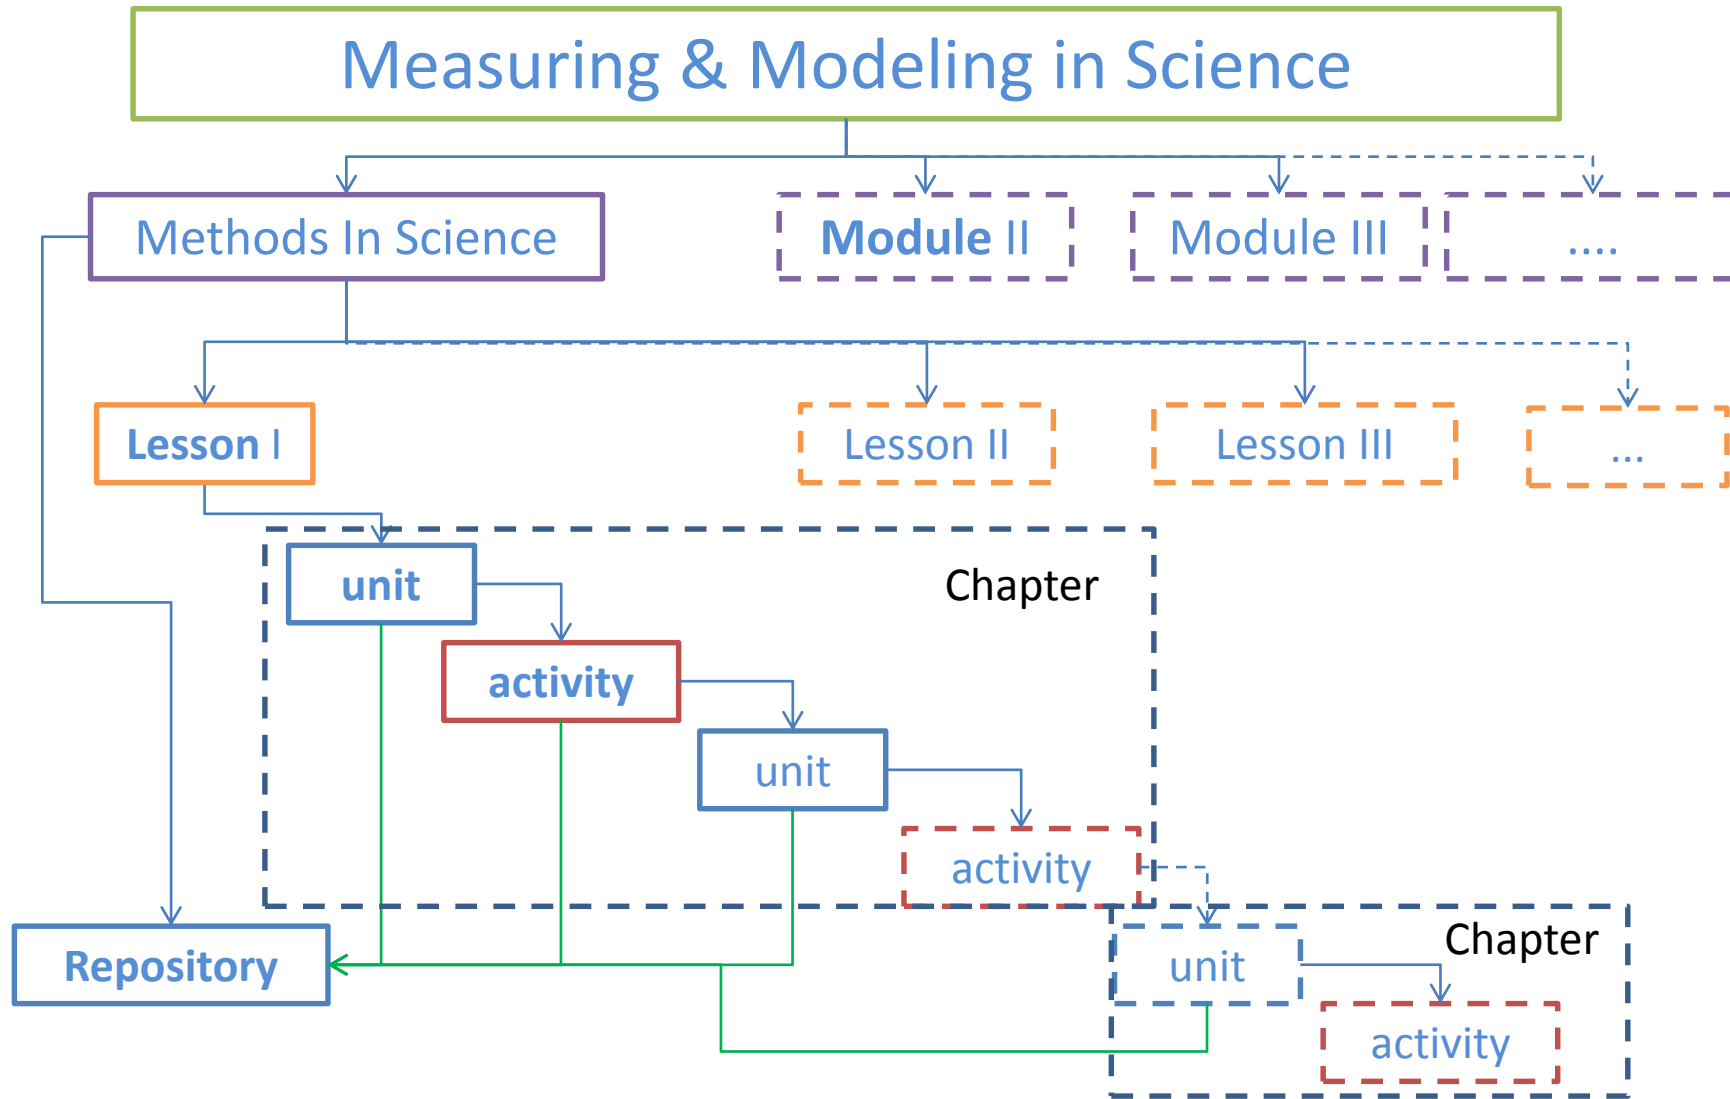 Measuring & Modeling in Science
Methods In Science
Module II
Module III
....
Lesson I
Lesson II
Lesson III
...
unit
Chapter
activity
unit
activity
Repository
unit
Chapter
activity